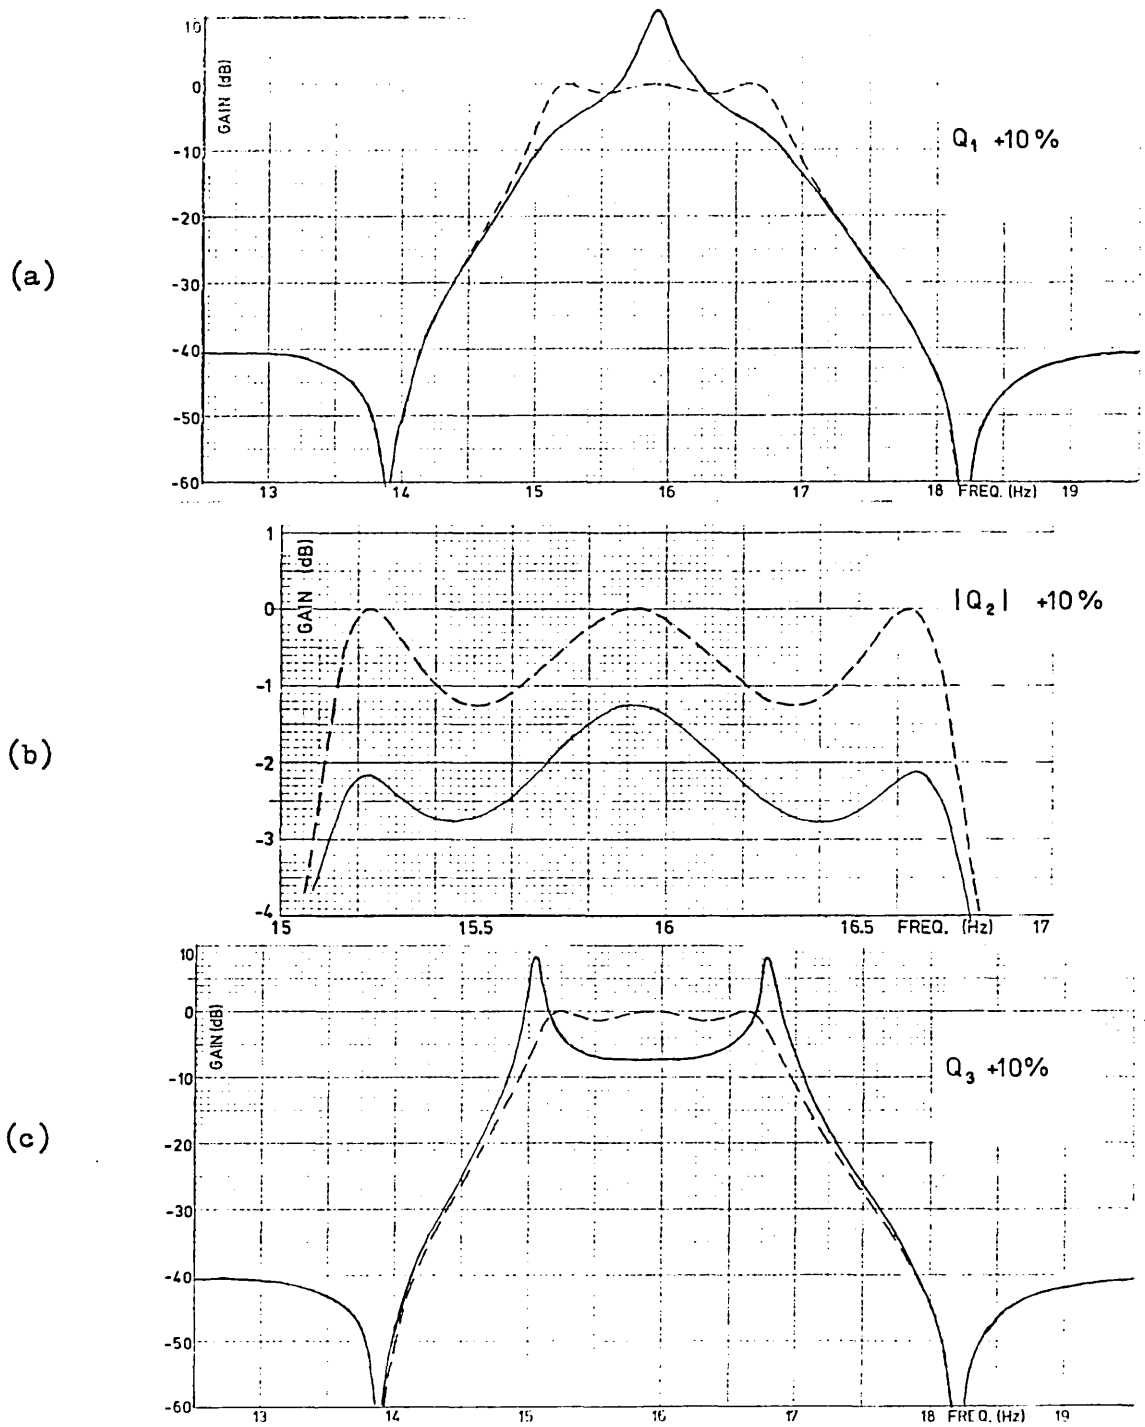 (a)
GAIN (dB)
10
0
-10
-20
-30
-40
-50
-60
Q₁ +10%
13 14 15 16 17 18 FREQ. (Hz) 19
(b)
GAIN (dB)
1
0
-1
-2
-3
-4
|Q₂| +10%
15 15.5 16 16.5 FREQ. (Hz) 17
(c)
GAIN (dB)
10
0
-10
-20
-30
-40
-50
-60
Q₃ +10%
13 14 15 16 17 18 FREQ. (Hz) 19